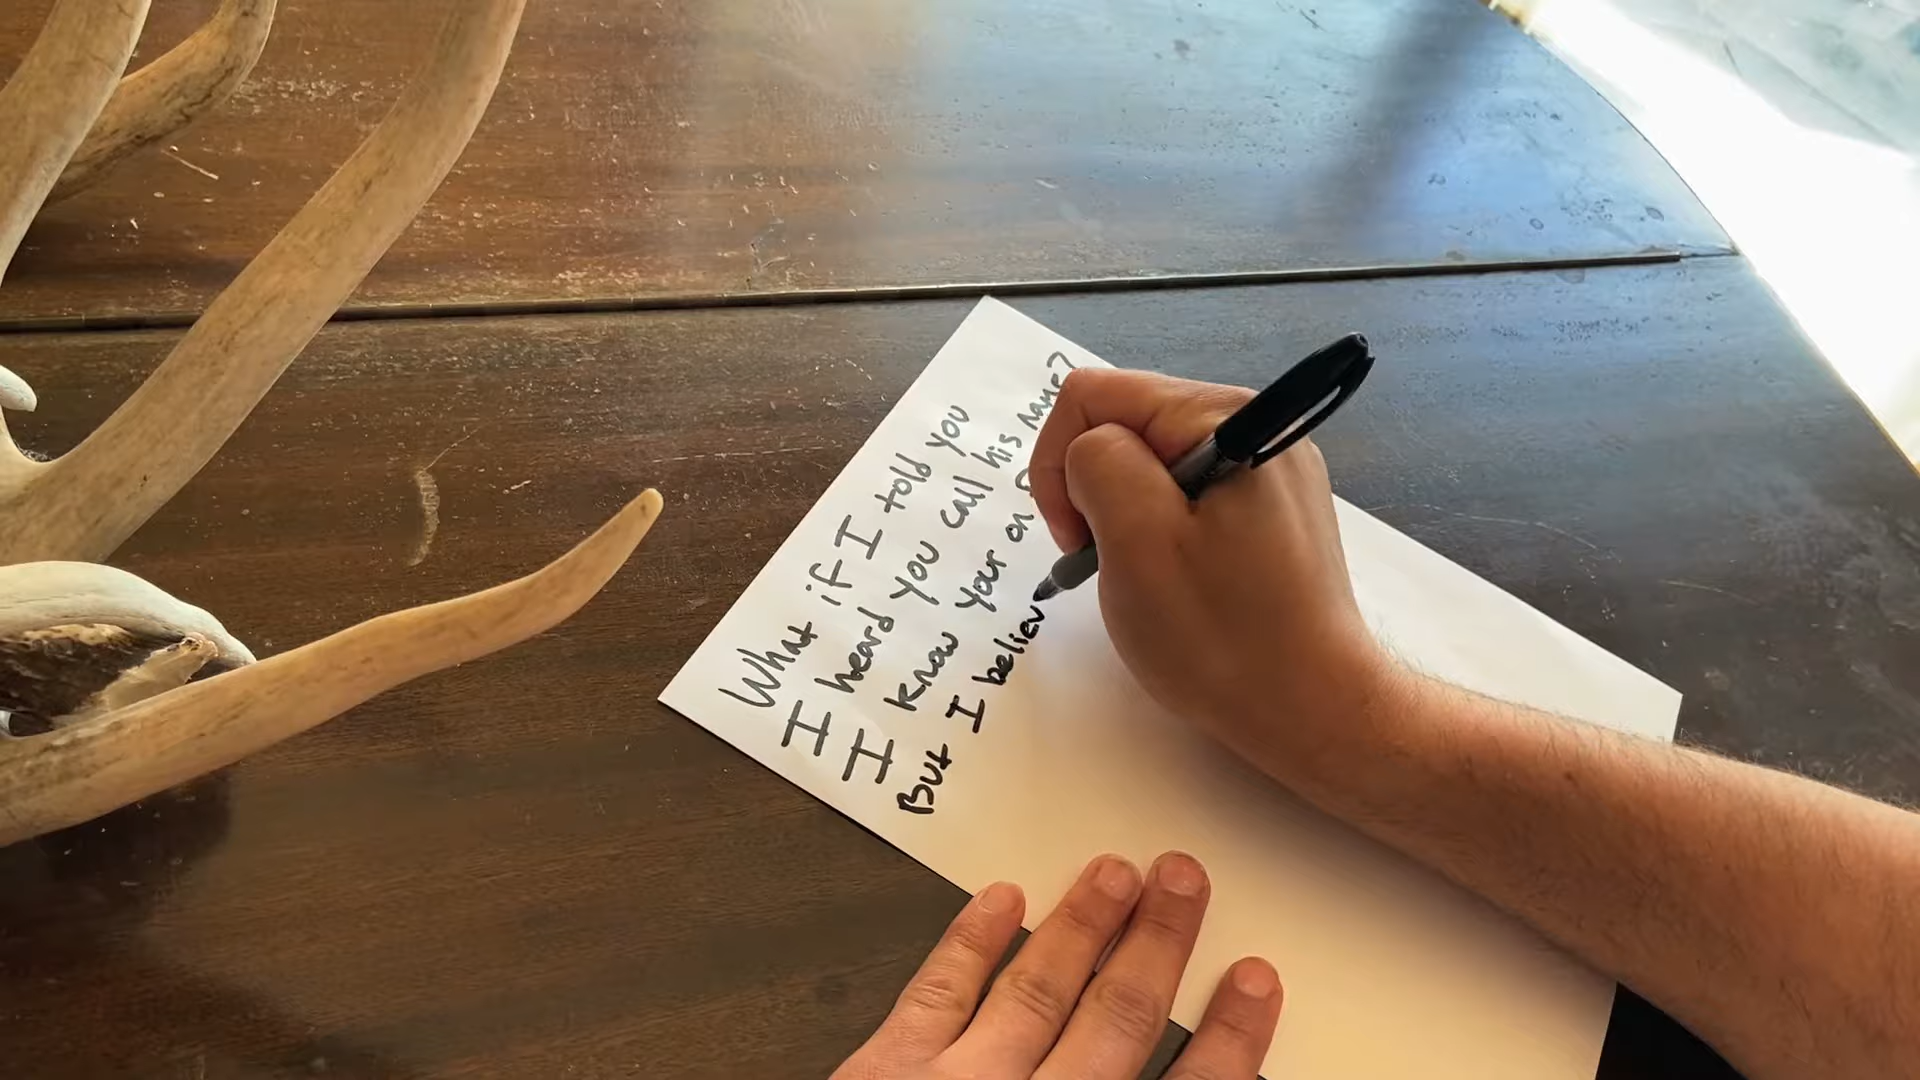 What if I told you
I heard you call his name?
I know your on
But I believ